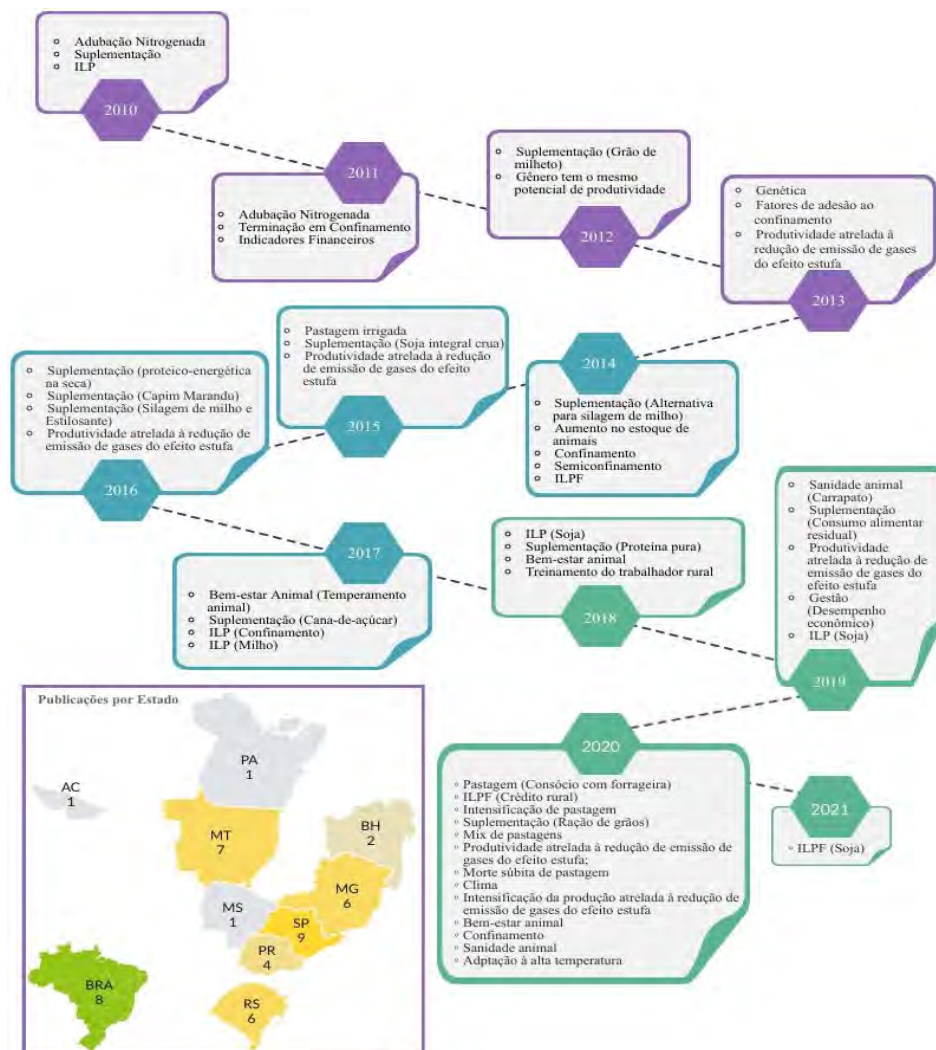 Adubação Nitrogenada
Suplementação
ILP
2010
2011
Adubação Nitrogenada
Terminação em Confinamento
Indicadores Financeiros
Suplementação (Grão de
milheto)
Gênero tem o mesmo
potencial de produtividade
2012
Genética
Fatores de adesão ao
confinamento
Produtividade atrelada à
redução de emissão de gases
do efeito estufa
2013
2014
Suplementação (Alternativa
para silagem de milho)
Aumento no estoque de
animais
Confinamento
Semiconfinamento
ILPF
Pastagem irrigada
Suplementação (Soja integral crua)
Produtividade atrelada à redução
de emissão de gases do efeito
estufa
2015
Suplementação (proteico-energética
na seca)
Suplementação (Capim Marandu)
Suplementação (Silagem de milho e
Estilosante)
Produtividade atrelada à redução de
emissão de gases do efeito estufa
2016
2017
Bem-estar Animal (Temperamento
animal)
Suplementação (Cana-de-açúcar)
ILP (Confinamento)
ILP (Milho)
ILP (Soja)
Suplementação (Proteína pura)
Bem-estar animal
Treinamento do trabalhador rural
2018
Sanidade animal
(Carrapato)
Suplementação
(Consumo alimentar
residual)
Produtividade
atrelada à redução de
emissão de gases do
efeito estufa
Gestão
(Desempenho
econômico)
ILP (Soja)
2019
2020
Pastagem (Consócio com forrageira)
ILPF (Crédito rural)
Intensificação de pastagem
Suplementação (Ração de grãos)
Mix de pastagens
Produtividade atrelada à redução de emissão de
gases do efeito estufa;
Morte súbita de pastagem
Clima
Intensificação da produção atrelada à redução de
emissão de gases do efeito estufa
Bem-estar animal
Confinamento
Sanidade animal
Adptação à alta temperatura
2021
ILPF (Soja)
Publicações por Estado
PA
1
AC
1
MT
7
BH
2
MG
6
MS
1
SP
9
PR
4
BRA
8
RS
6